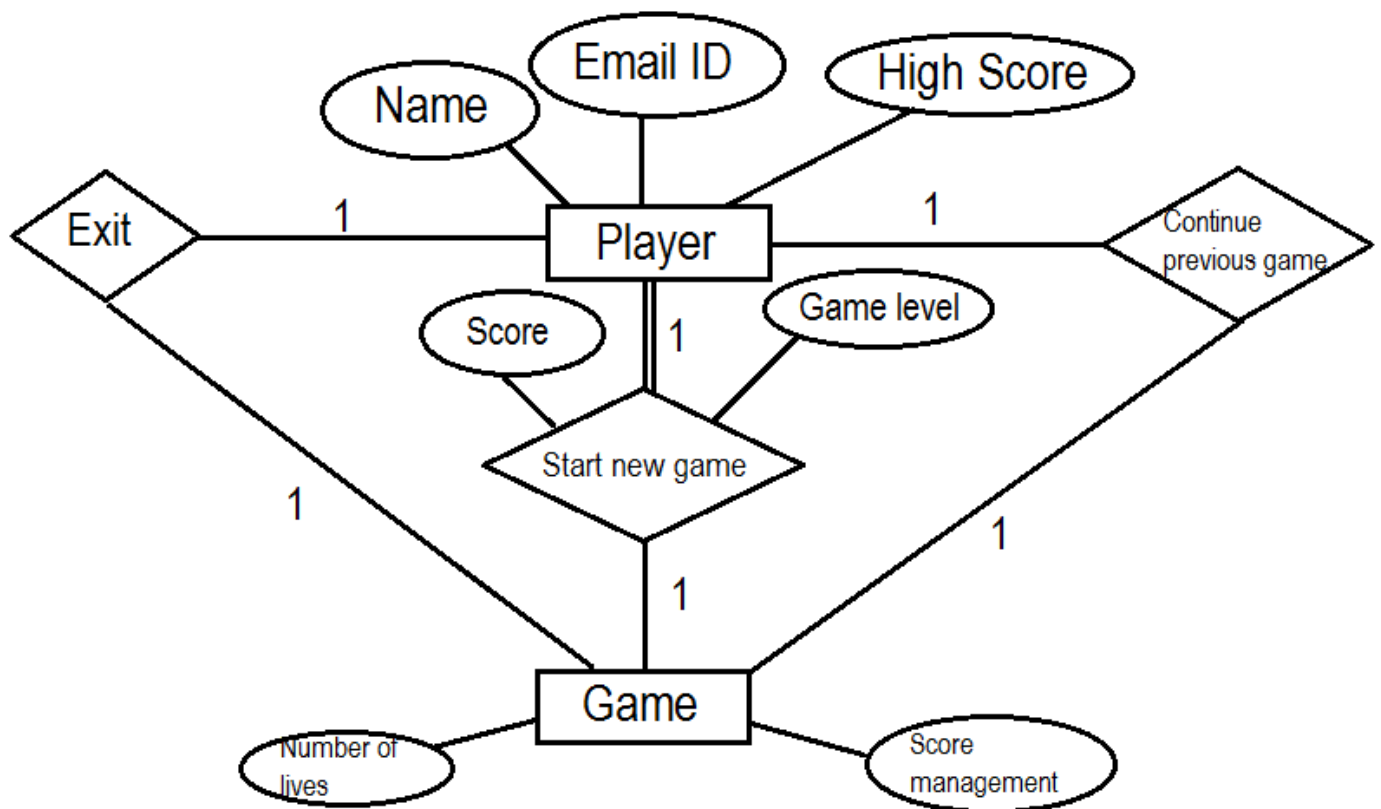 Email ID
High Score
Name
Exit
1
Player
1
Continue
previous game
Score
1
Game level
Start new game
1
1
1
Game
Number of
lives
Score
management